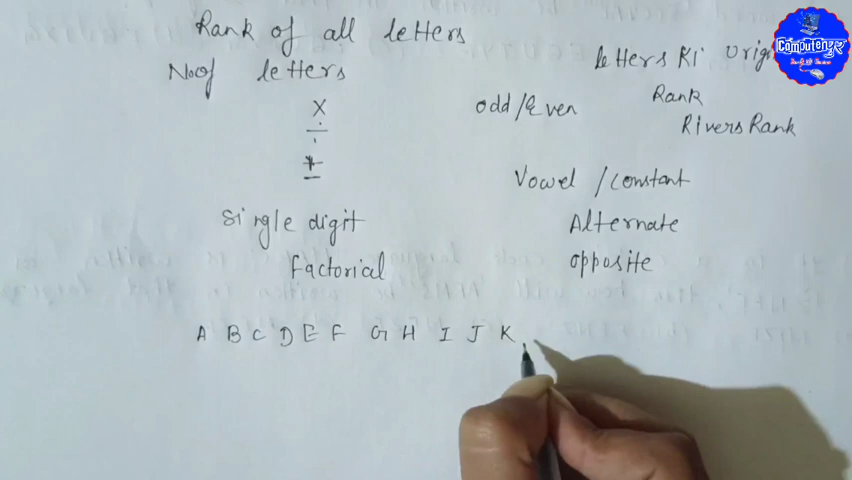 Rank of all letters
No of letters
×
÷
±
Single digit
Factorial
letters Ki Orig
Rank
Rivers Rank
odd/Even
Vowel / Constant
Alternate
Opposite
A B C D E F G H I J K
Computengz